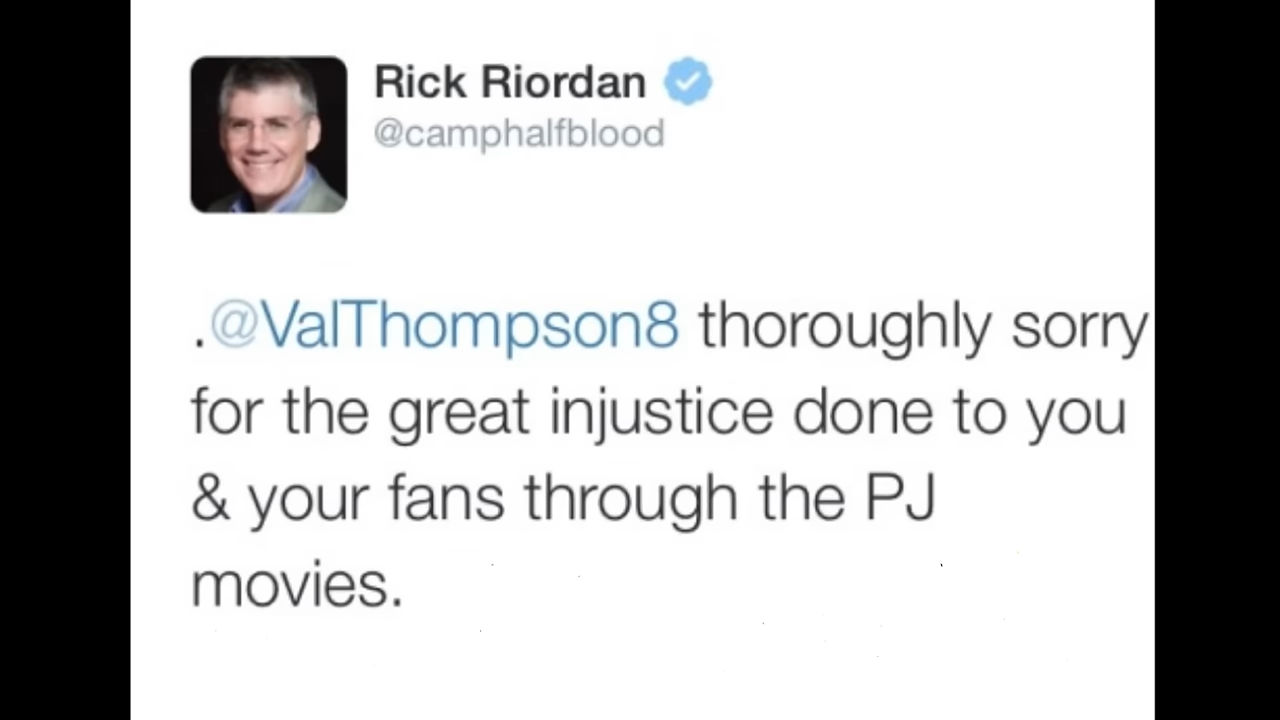 Rick Riordan
@camphalfblood
.@ValThompson8 thoroughly sorry
for the great injustice done to you
& your fans through the PJ
movies.